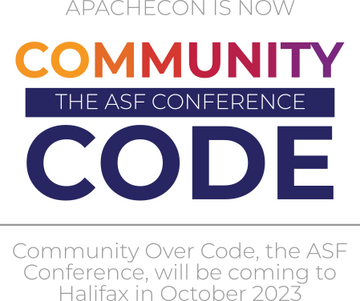 APACHECON IS NOW
COMMUNITY
THE ASF CONFERENCE
CODE
Community Over Code, the ASF
Conference, will be coming to
Halifax in October 2023